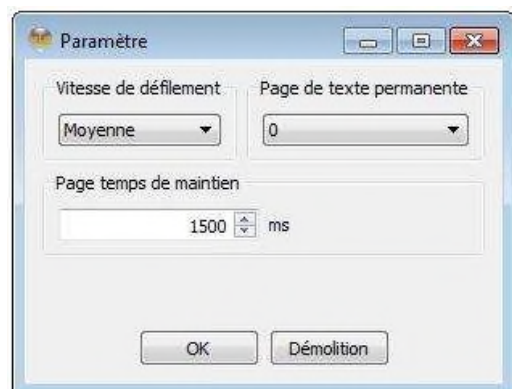 Paramètre
Vitesse de défilement Page de texte permanente
Moyenne 0
Page temps de maintien
1500 ms
OK Démolition